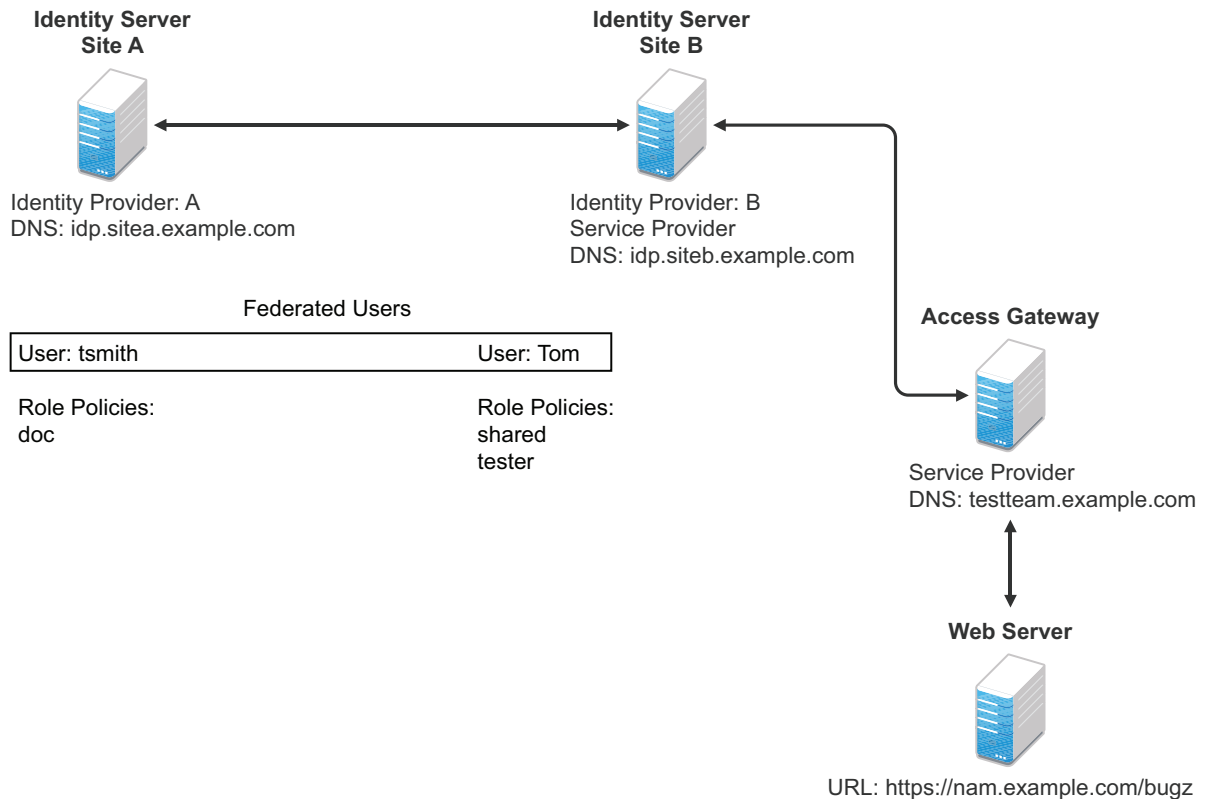 Identity Server
Site A
Identity Server
Site B
Identity Provider: A
DNS: idp.sitea.example.com
Identity Provider: B
Service Provider
DNS: idp.siteb.example.com
Federated Users
User: tsmith
User: Tom
Role Policies:
doc
Role Policies:
shared
tester
Access Gateway
Service Provider
DNS: testteam.example.com
Web Server
URL: https://nam.example.com/bugz